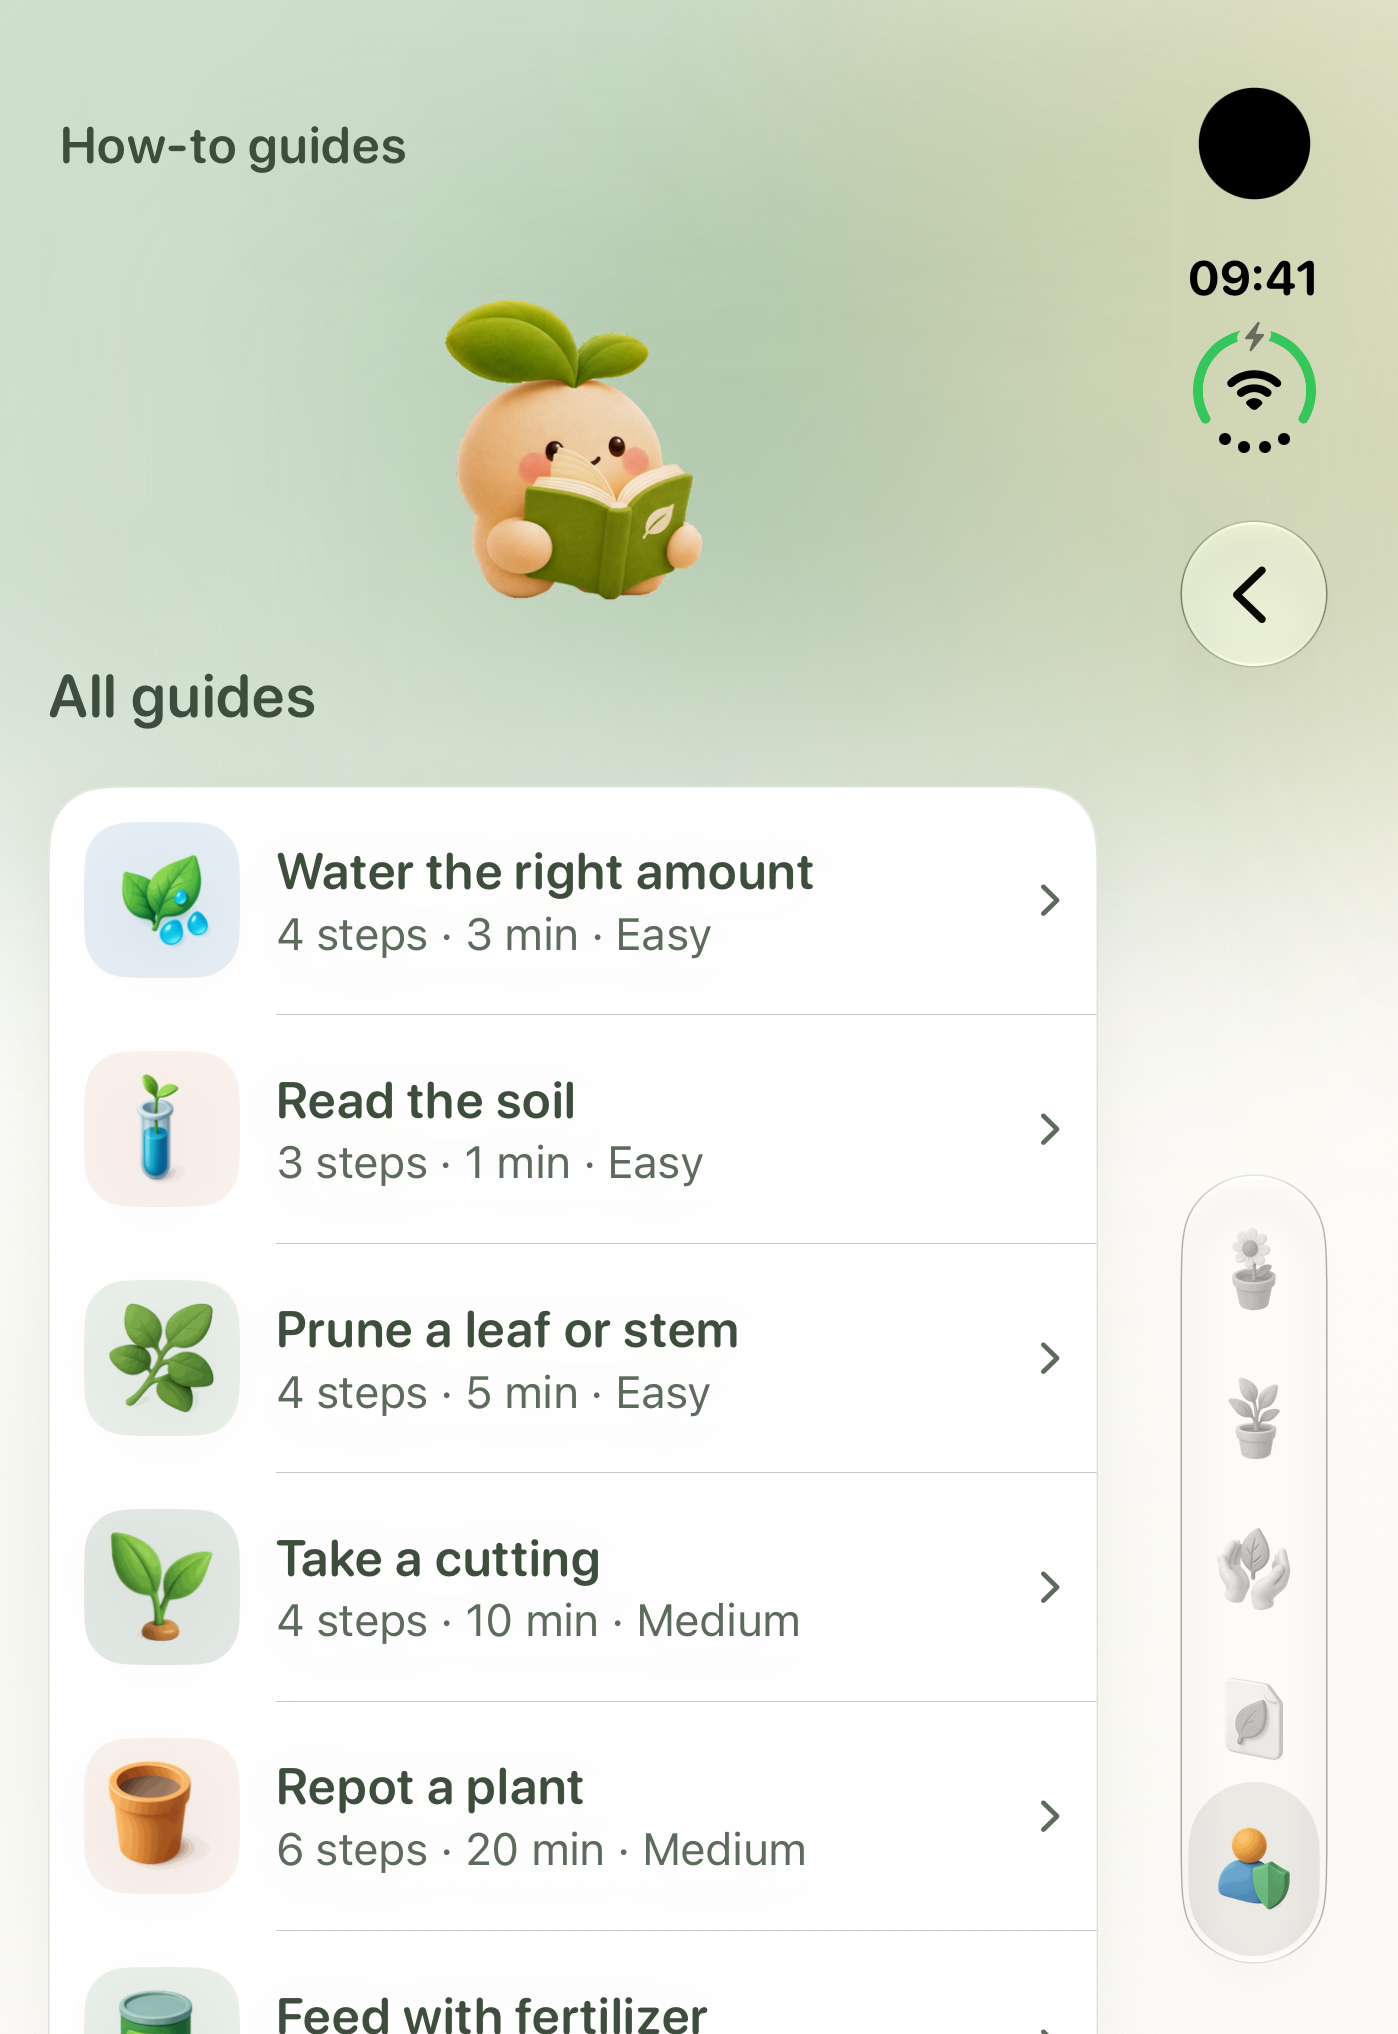 How-to guides
09:41
All guides
Water the right amount
4 steps · 3 min · Easy
Read the soil
3 steps · 1 min · Easy
Prune a leaf or stem
4 steps · 5 min · Easy
Take a cutting
4 steps · 10 min · Medium
Repot a plant
6 steps · 20 min · Medium
Feed with fertilizer